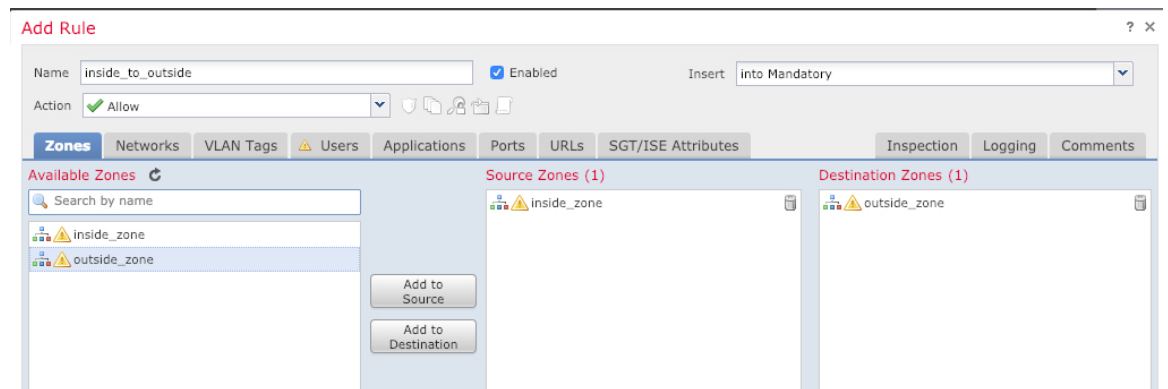 Add Rule ? ×
Name inside_to_outside Enabled Insert into Mandatory
Action Allow
Zones Networks VLAN Tags Users Applications Ports URLs SGT/ISE Attributes Inspection Logging Comments
Available Zones Source Zones (1) Destination Zones (1)
Search by name inside_zone outside_zone
inside_zone
outside_zone
Add to
Source
Add to
Destination